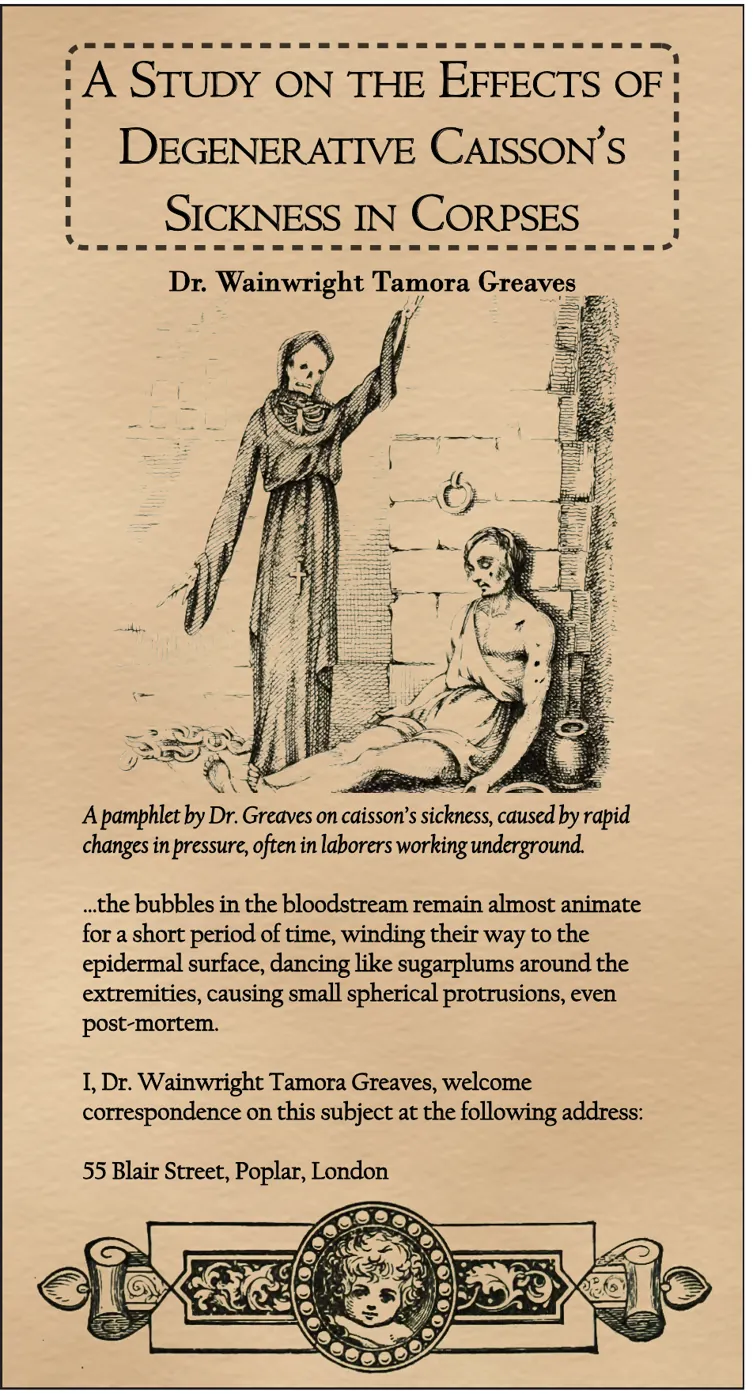 A Study on the Effects of
Degenerative Caisson's
Sickness in Corpses
Dr. Wainwright Tamora Greaves
A pamphlet by Dr. Greaves on caisson's sickness, caused by rapid
changes in pressure, often in laborers working underground.
...the bubbles in the bloodstream remain almost animate
for a short period of time, winding their way to the
epidermal surface, dancing like sugarplums around the
extremities, causing small spherical protrusions, even
post-mortem.
I, Dr. Wainwright Tamora Greaves, welcome
correspondence on this subject at the following address:
55 Blair Street, Poplar, London